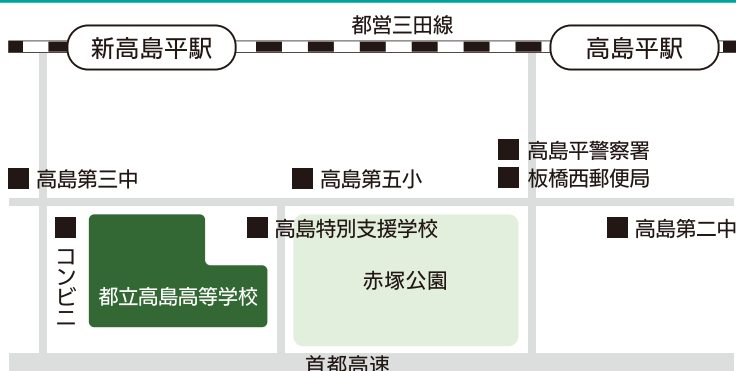 都営三田線
新高島平駅
高島平駅
高島平警察署
高島第三中
高島第五小
板橋西郵便局
コンビニ
高島特別支援学校
高島第二中
都立高島高等学校
赤塚公園
首都高速